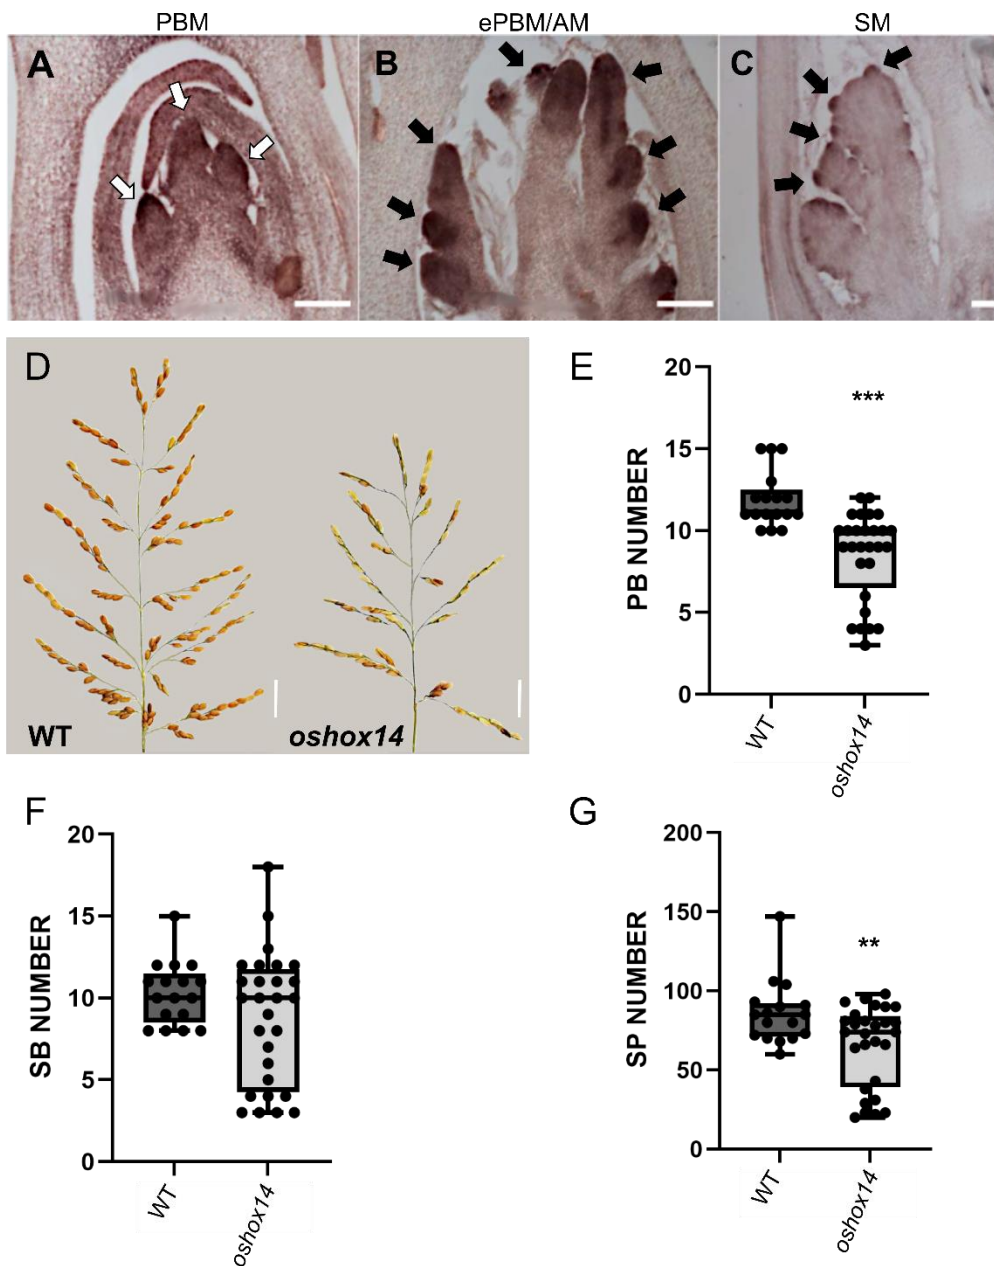 PBM ePBM/AM SM
A B C
D
WT oshox14
E
20
***
15
10
5
0
PB NUMBER
WT oshox14
F
20
15
10
5
0
SB NUMBER
WT oshox14
G
200
150
**
100
50
0
SP NUMBER
WT oshox14